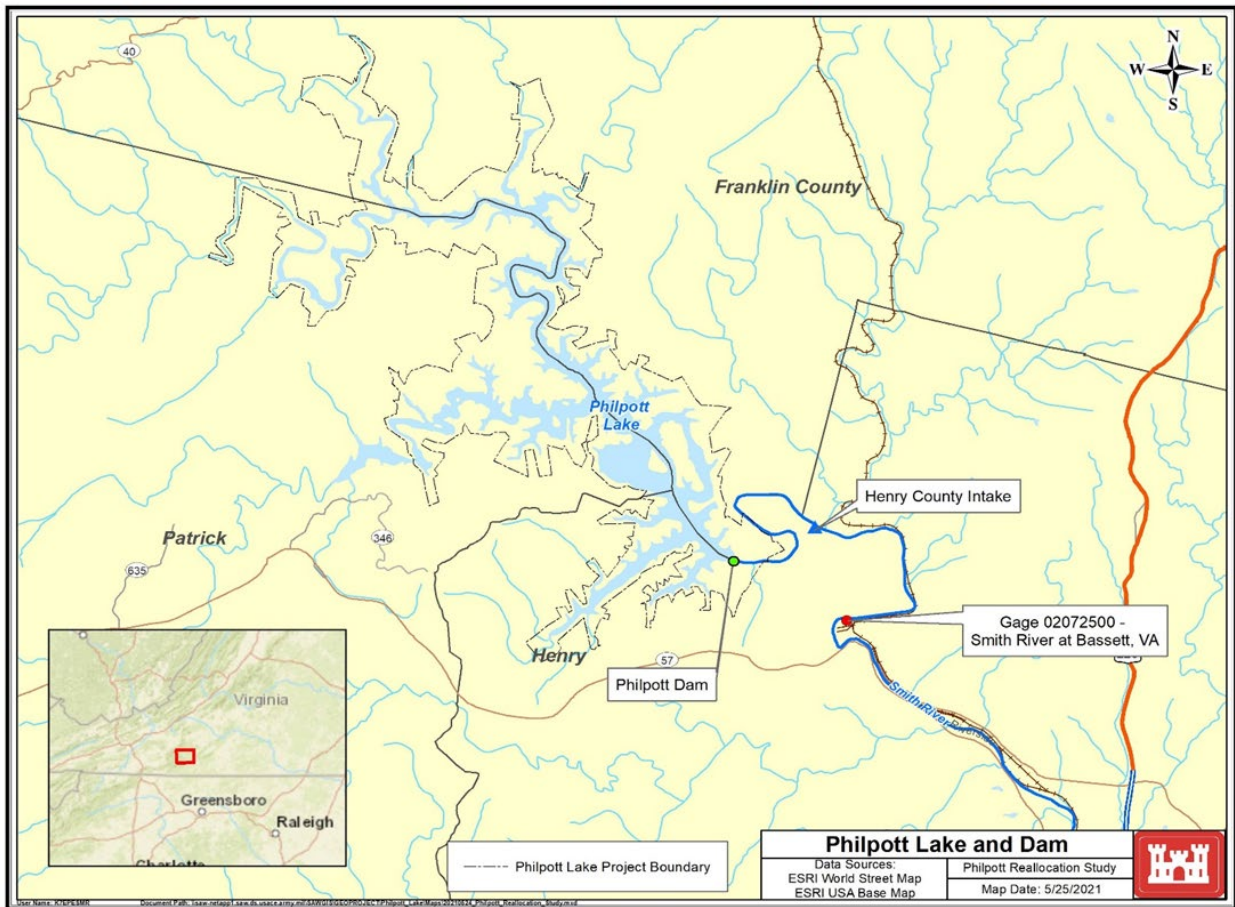 40
N
W E
S
Franklin County
Philpott
Lake
Henry County Intake
Patrick
346
635
Gage 02072500 -
Smith River at Bassett, VA
Henry
57
Philpott Dam
Smith River
Virginia
Greensboro
Raleigh
Charlotte
Philpott Lake Project Boundary
Philpott Lake and Dam
Data Sources:
ESRI World Street Map
ESRI USA Base Map
Philpott Reallocation Study
Map Date: 5/25/2021